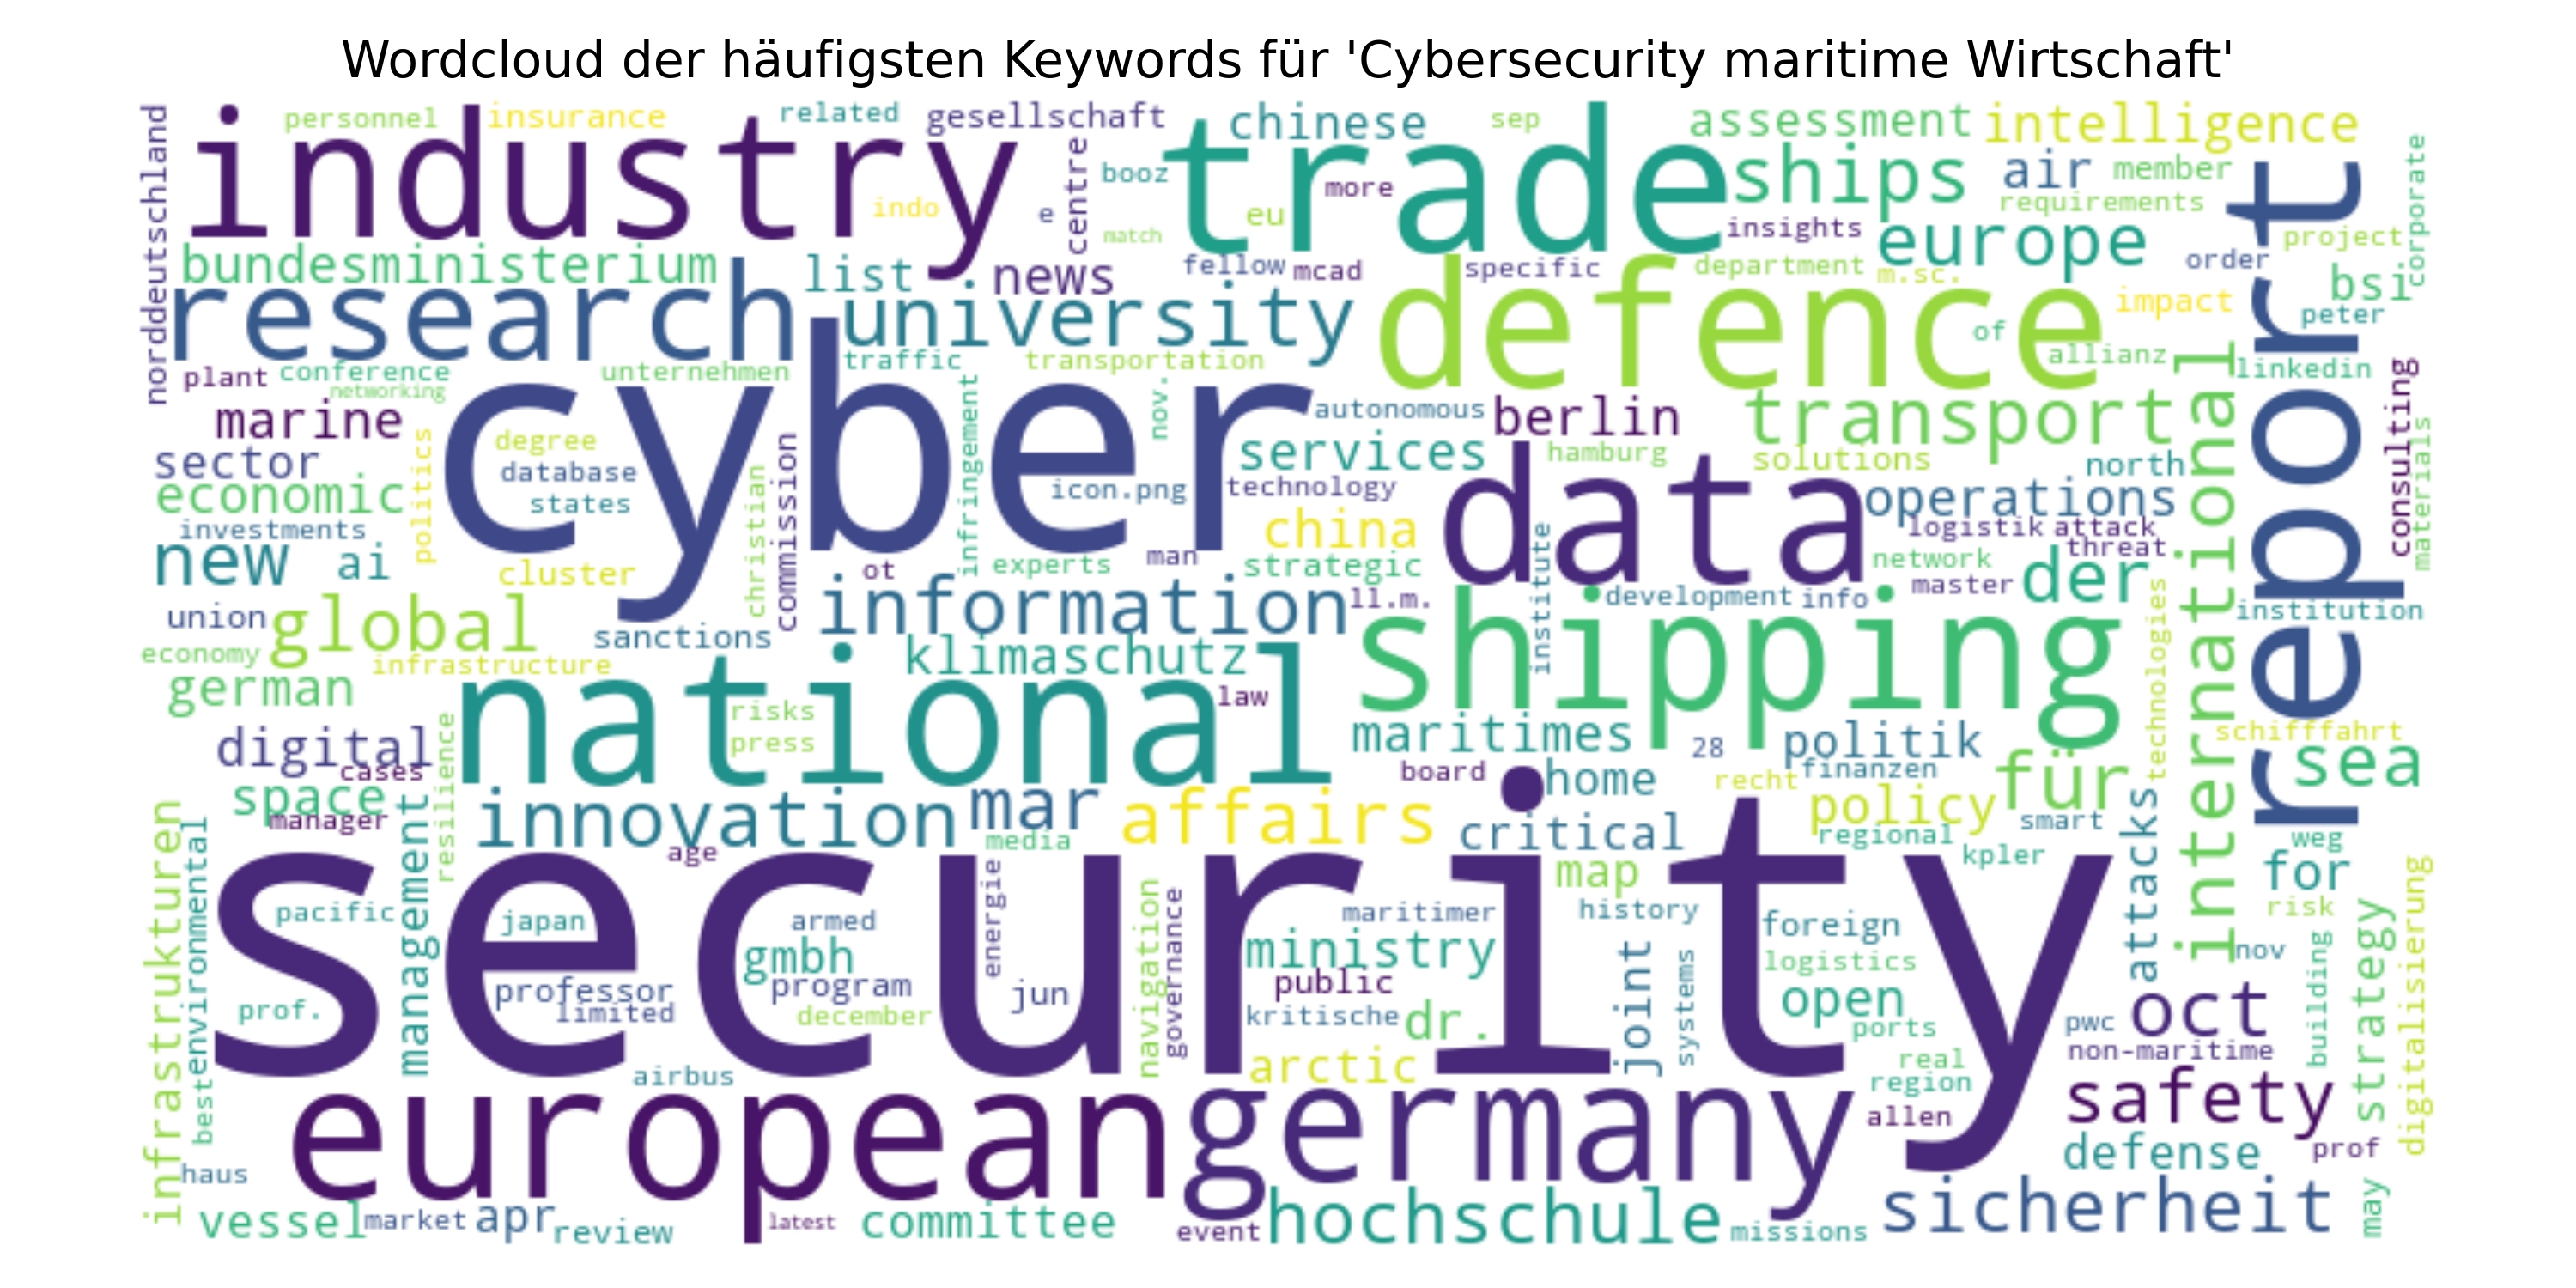 Wordcloud der häufigsten Keywords für 'Cybersecurity maritime Wirtschaft'
norddeutschland
personnel
insurance
related
gesellschaft
chinese
sep
assessment
intelligence
industry
trade
ships
air
member
corporate
centre
booz
more
indo
e
eu
match
requirements
insights
europe
report
project
bundesministerium
list
news
fellow
mcad
specific
department
m.sc.
order
bsi
research
university
defence
of
impact
peter
allianz
linkedin
plant
conference
networking
unternehmen
traffic
transportation
cyber
marine
infringement
nov.
autonomous
berlin
transport
international
consulting
materials
sector
politics
degree
database
states
services
hamburg
solutions
north
economic
christian
commission
icon.png
technology
data
operations
investments
china
institute
logistik
attack
threat
new
ai
cluster
ot
experts
man
strategic
network
master
der
union
global
information
ll.m.
development
info
technologies
institution
sanctions
economy
infrastructure
klimaschutz
shipping
german
national
law
risks
press
maritimes
28
politik
schifffahrt
digital
cases
resilience
board
home
recht
finanzen
für
sea
space
manager
management
innovation
mar
affairs
critical
policy
regional
smart
attacks
weg
age
media
map
kpler
for
infrastrukturen
environmental
security
energie
navigation
governance
maritimer
history
foreign
risk
strategy
digitalisierung
pacific
japan
armed
gmbh
ministry
joint
systems
logistics
nov
building
prof.
professor
limited
program
december
jun
public
kritische
dr.
open
ports
pwc
oct
non-maritime
real
region
best
airbus
arctic
european
germany
allen
safety
defense
prof
haus
may
vessel
market
apr
review
latest
committee
event
hochschule
missions
sicherheit